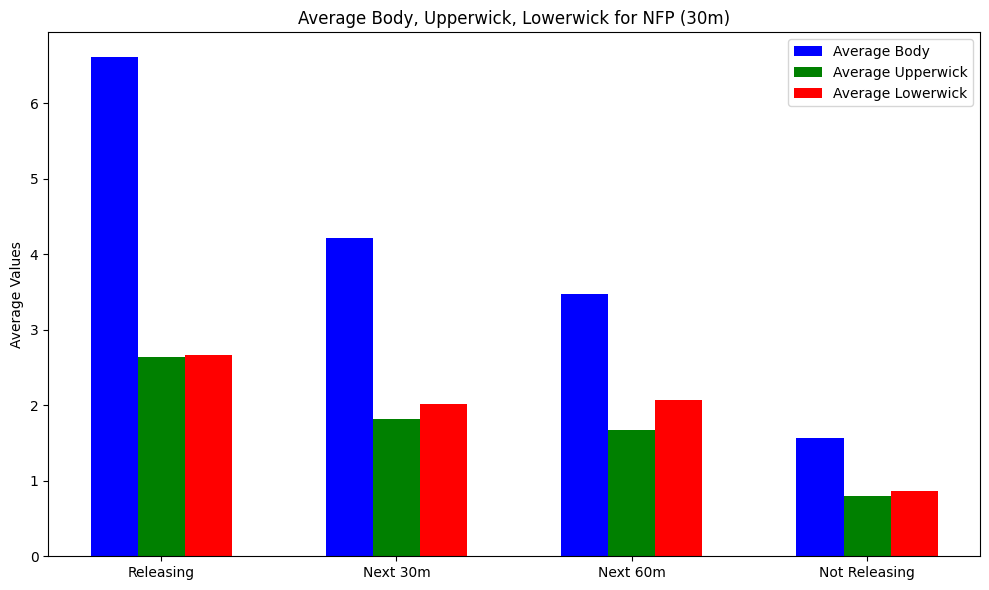 Average Body, Upperwick, Lowerwick for NFP (30m)
Average Body
Average Upperwick
Average Lowerwick
Average Values
6
5
4
3
2
1
0
Releasing
Next 30m
Next 60m
Not Releasing